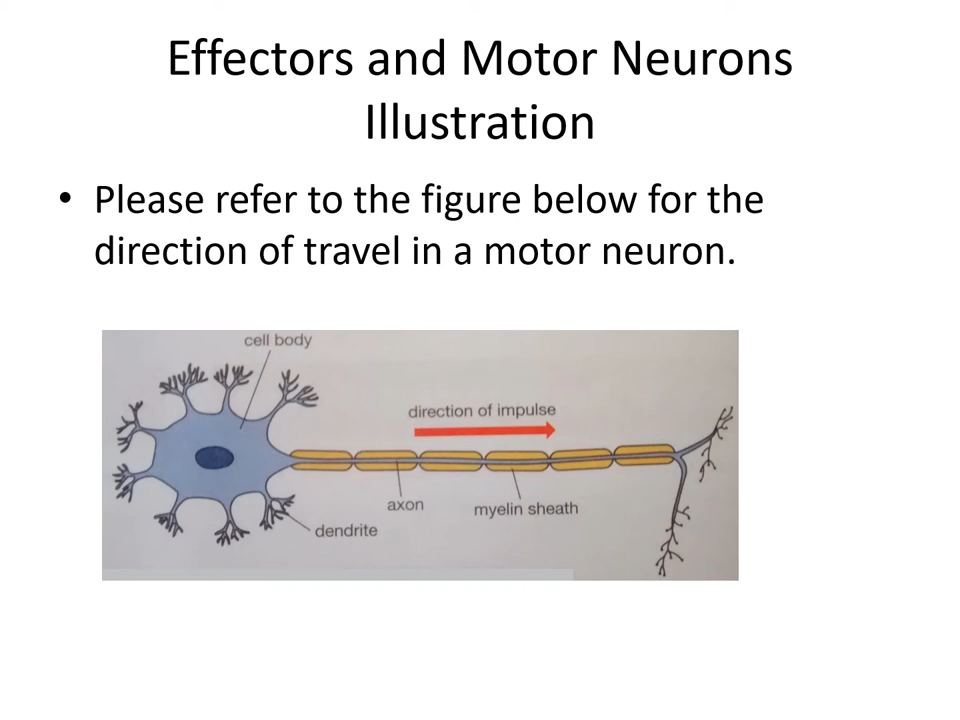 Effectors and Motor Neurons
Illustration
• Please refer to the figure below for the
direction of travel in a motor neuron.
cell body
direction of impulse
axon
myelin sheath
dendrite